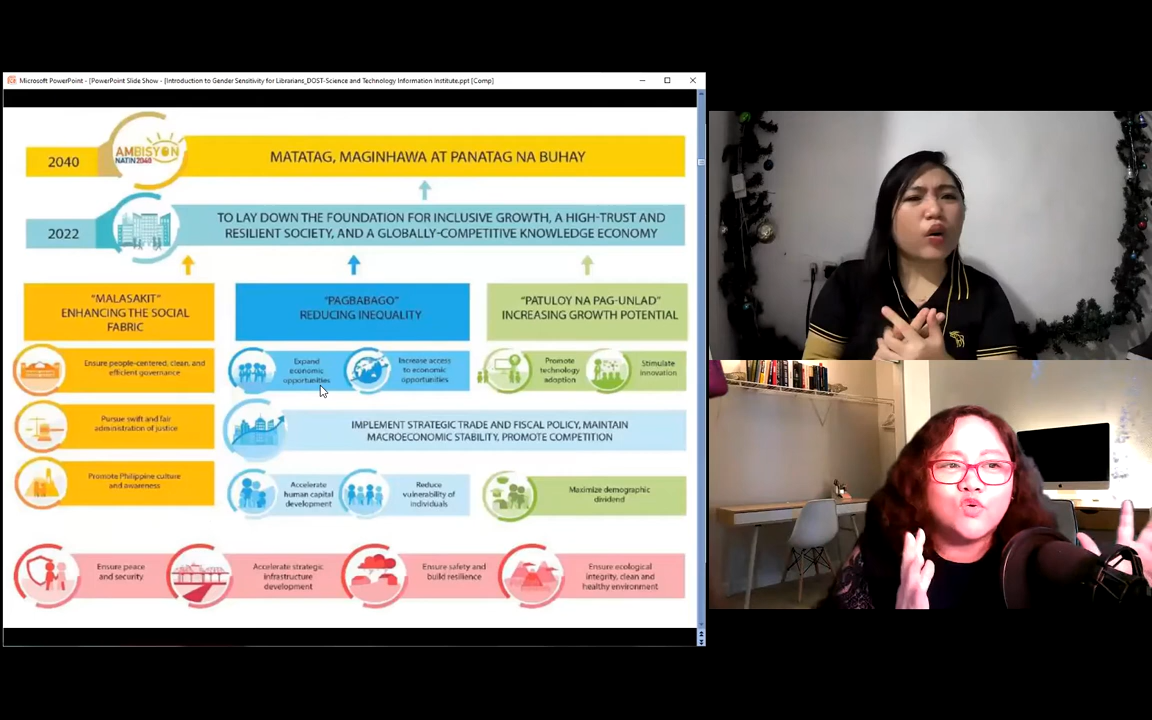 Microsoft PowerPoint - [PowerPoint Slide Show - [Introduction to Gender Sensitivity for Librarians_DOST-Science and Technology Information Institute.ppt [Comp]
2040
AMBISYON
NATIN 2040
MATATAG, MAGINHAWA AT PANATAG NA BUHAY
2022
TO LAY DOWN THE FOUNDATION FOR INCLUSIVE GROWTH, A HIGH-TRUST AND
RESILIENT SOCIETY, AND A GLOBALLY-COMPETITIVE KNOWLEDGE ECONOMY
"MALASAKIT"
ENHANCING THE SOCIAL
FABRIC
"PAGBABAGO"
REDUCING INEQUALITY
"PATULOY NA PAG-UNLAD"
INCREASING GROWTH POTENTIAL
Ensure people-centered, clean, and
efficient governance
Expand
economic
opportunities
Increase access
to economic
opportunities
Promote
technology
adoption
Stimulate
innovation
Pursue swift and fair
administration of justice
IMPLEMENT STRATEGIC TRADE AND FISCAL POLICY, MAINTAIN
MACROECONOMIC STABILITY, PROMOTE COMPETITION
Promote Philippine culture
and awareness
Accelerate
human capital
development
Reduce
vulnerability of
individuals
Maximize demographic
dividend
Ensure peace
and security
Accelerate strategic
infrastructure
development
Ensure safety and
build resilience
Ensure ecological
integrity, clean and
healthy environment